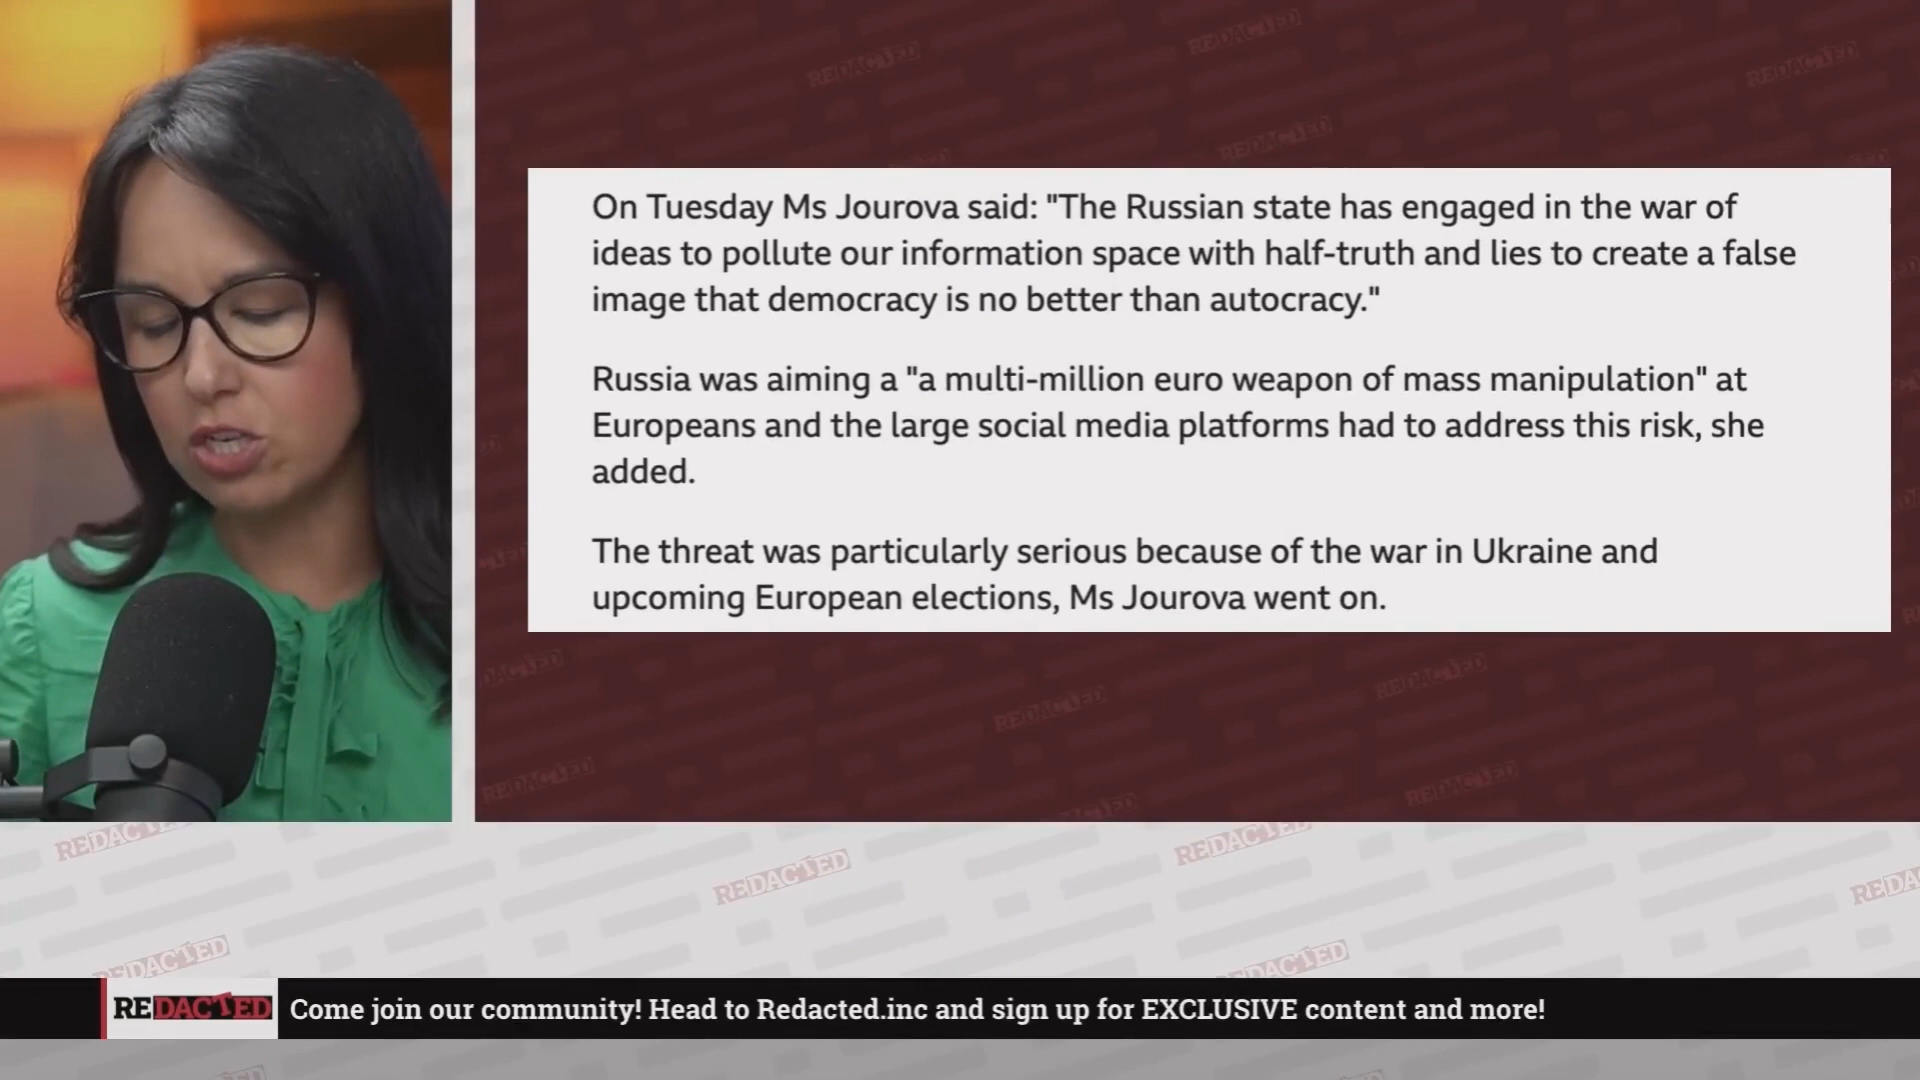 On Tuesday Ms Jourova said: "The Russian state has engaged in the war of
ideas to pollute our information space with half-truth and lies to create a false
image that democracy is no better than autocracy."
Russia was aiming a "a multi-million euro weapon of mass manipulation" at
Europeans and the large social media platforms had to address this risk, she
added.
The threat was particularly serious because of the war in Ukraine and
upcoming European elections, Ms Jourova went on.
REDACTED
REDACTED
REDACTED
REDACTED
REDACTED Come join our community! Head to Redacted.inc and sign up for EXCLUSIVE content and more!